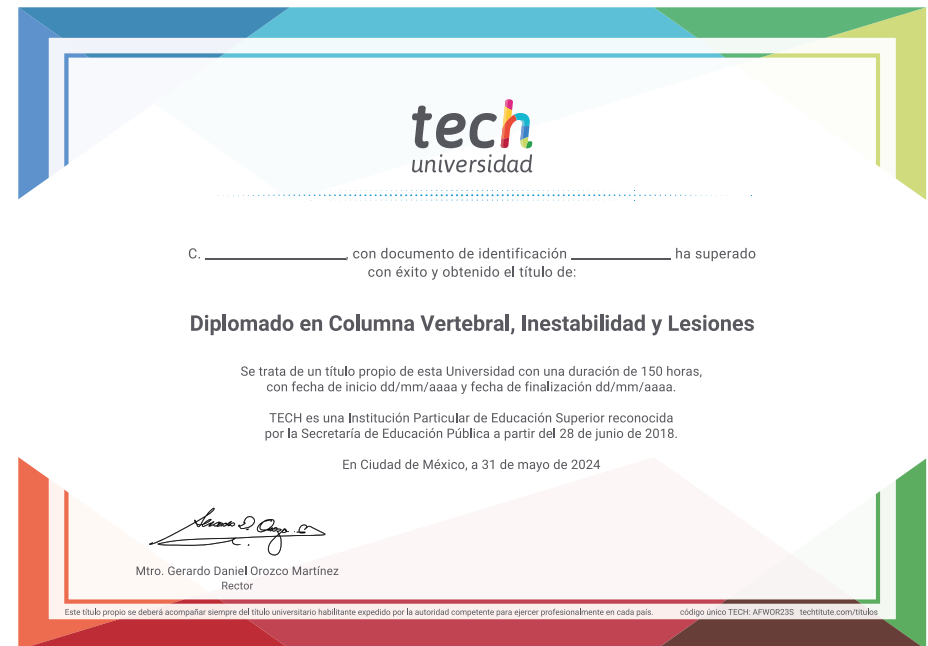 tech
universidad
C. ____________, con documento de identificación _________ ha superado
con éxito y obtenido el título de:
Diplomado en Columna Vertebral, Inestabilidad y Lesiones
Se trata de un título propio de esta Universidad con una duración de 150 horas,
con fecha de inicio dd/mm/aaaa y fecha de finalización dd/mm/aaaa.
TECH es una Institución Particular de Educación Superior reconocida
por la Secretaría de Educación Pública a partir del 28 de junio de 2018.
En Ciudad de México, a 31 de mayo de 2024
Mtro. Gerardo Daniel Orozco Martínez
Rector
Este título propio se deberá acompañar siempre del título universitario habilitante expedido por la autoridad competente para ejercer profesionalmente en cada país. código único TECH: AFWOR23S techtitute.com/titulos